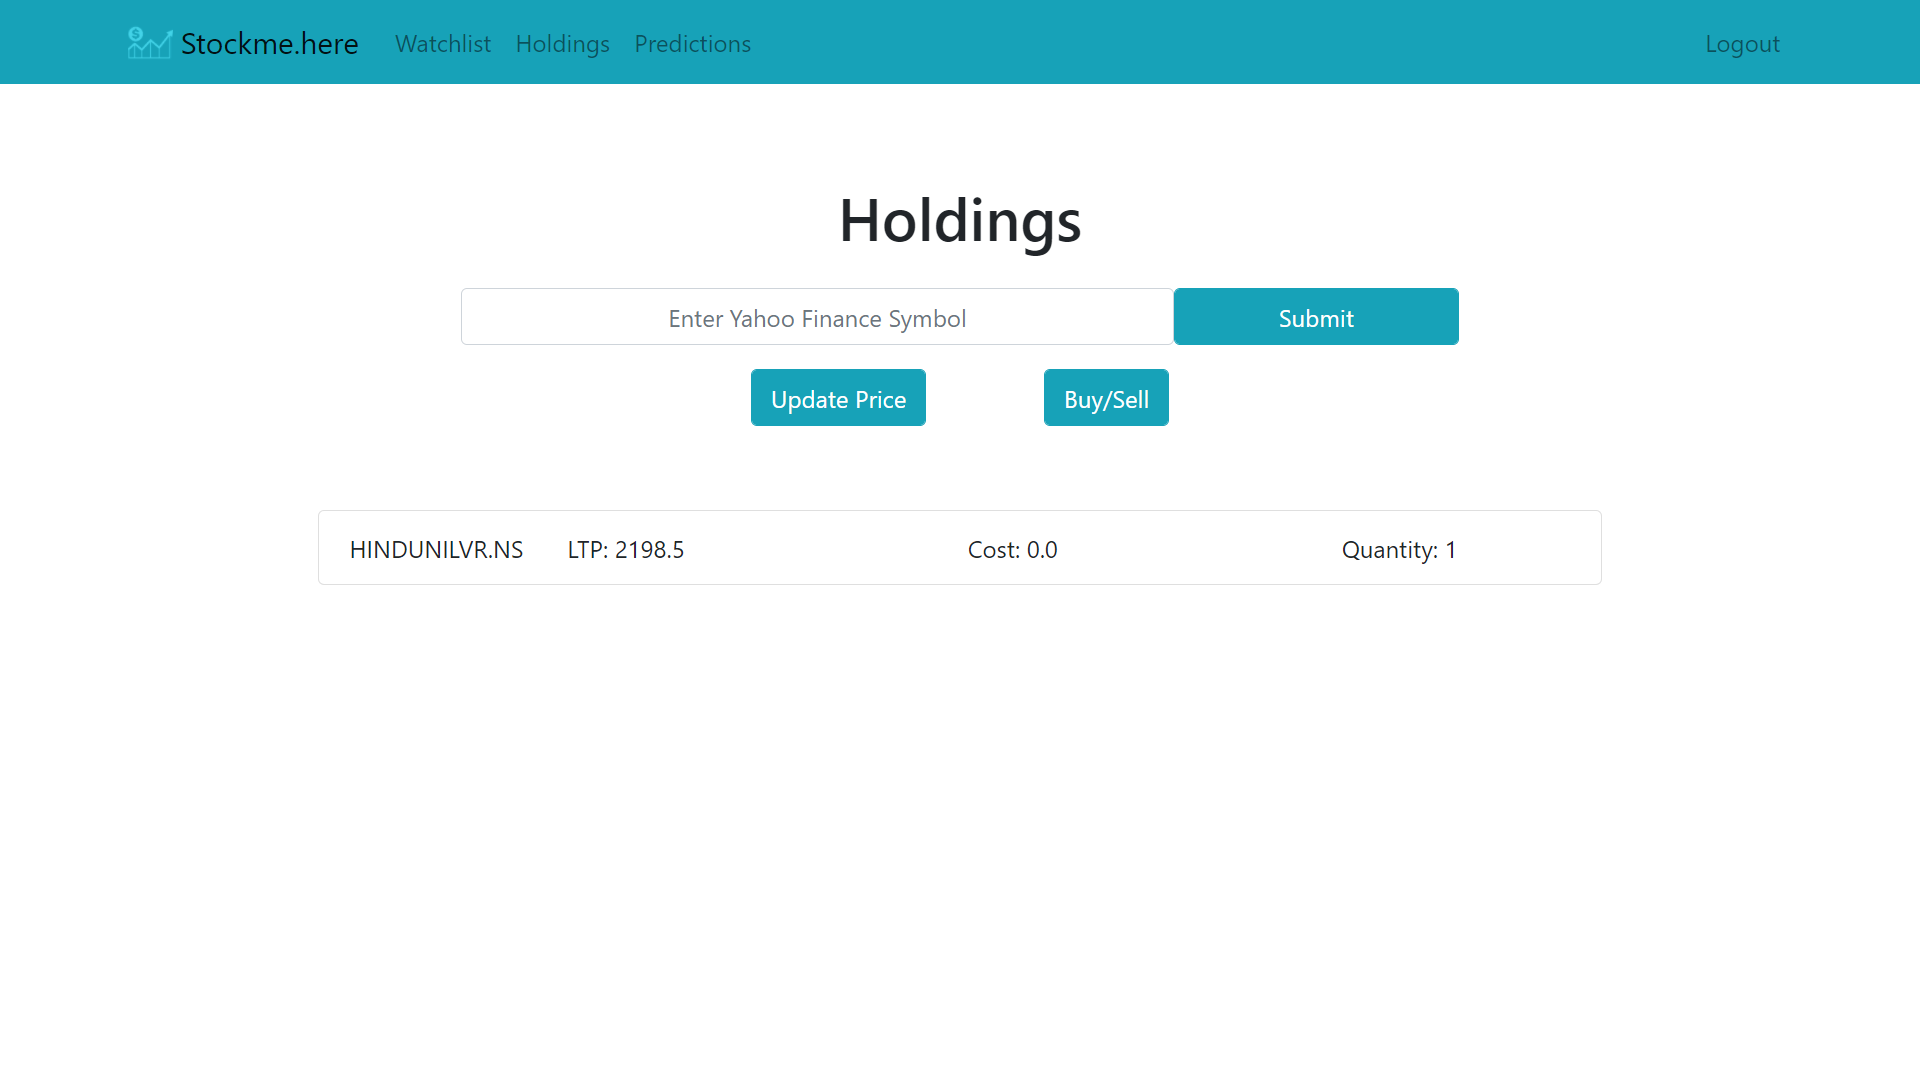 Stockme.here Watchlist Holdings Predictions Logout
Holdings
Enter Yahoo Finance Symbol Submit
Update Price Buy/Sell
HINDUNILVR.NS LTP: 2198.5 Cost: 0.0 Quantity: 1